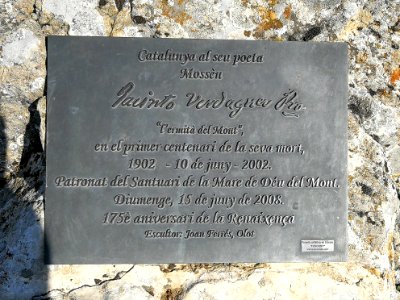 Catalunya al seu poeta
Mossèn
Jacinto Verdaguer Pre.
"L'ermità del Mont",
en el primer centenari de la seva mort,
1902 - 10 de juny - 2002.
Patronat del Santuari de la Mare de Déu del Mont.
Diumenge, 15 de juny de 2008.
175è aniversari de la Renaixença
Escultor: Joan Ferrés, Olot